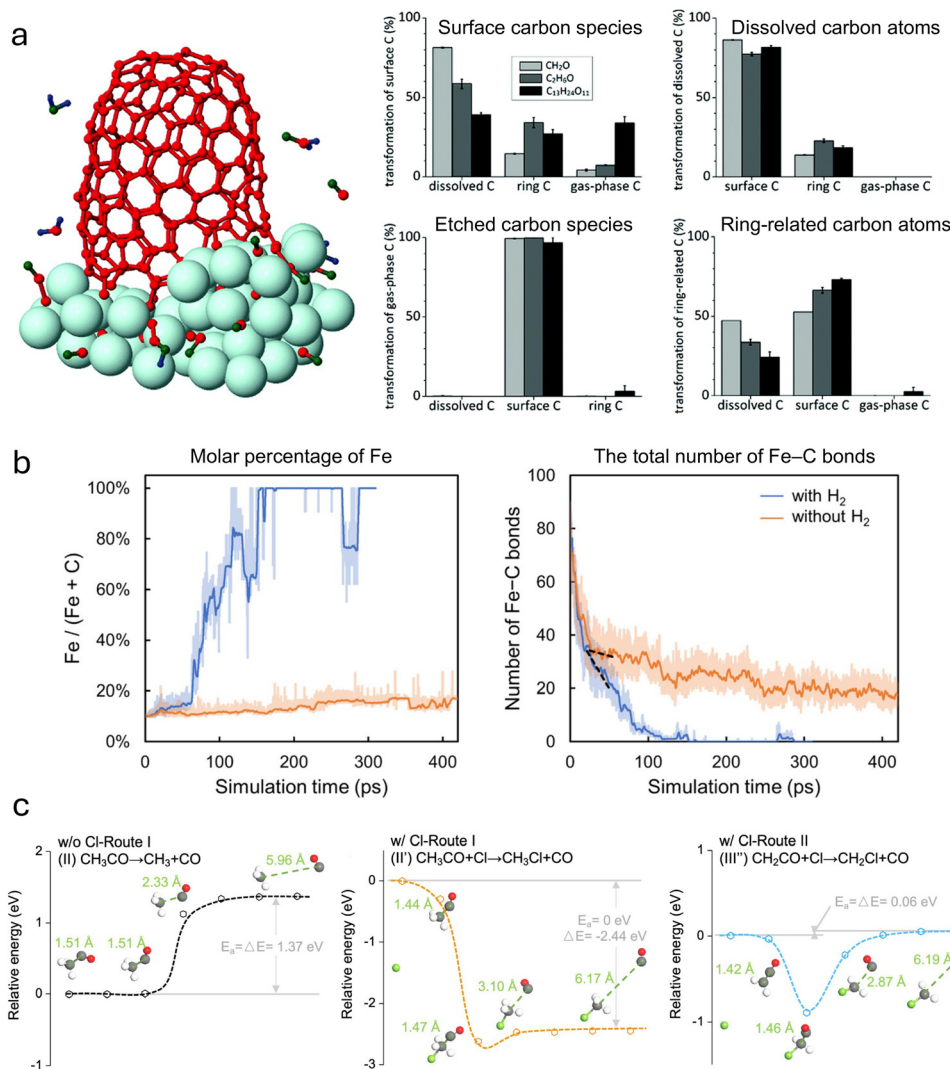 a
Surface carbon species
transformation of surface C (%)
100
50
0
CH₂O
C₂H₆O
C₁₃H₂₄O₁₁
dissolved C ring C gas-phase C
Dissolved carbon atoms
transformation of dissolved C (%)
100
50
0
surface C ring C gas-phase C
Etched carbon species
transformation of gas-phase C (%)
100
50
0
dissolved C surface C ring C
Ring-related carbon atoms
transformation of ring-related C (%)
100
50
0
dissolved C surface C gas-phase C
b
Molar percentage of Fe
Fe / (Fe + C)
100%
80%
60%
40%
20%
0%
0 100 200 300 400
Simulation time (ps)
The total number of Fe–C bonds
with H₂
without H₂
Number of Fe–C bonds
100
80
60
40
20
0
0 100 200 300 400
Simulation time (ps)
c
w/o Cl-Route I
(II) CH₃CO→CH₃+CO
Relative energy (eV)
2
1
0
-1
5.96 Å
2.33 Å
1.51 Å 1.51 Å
Eₐ=△E= 1.37 eV
w/ Cl-Route I
(II') CH₃CO+Cl→CH₃Cl+CO
Relative energy (eV)
0
-1
-2
-3
1.44 Å
Eₐ= 0 eV
△E= -2.44 eV
3.10 Å
6.17 Å
1.47 Å
w/ Cl-Route II
(III") CH₂CO+Cl→CH₂Cl+CO
Relative energy (eV)
1
0
-1
Eₐ=△E= 0.06 eV
1.42 Å
2.87 Å
6.19 Å
1.46 Å